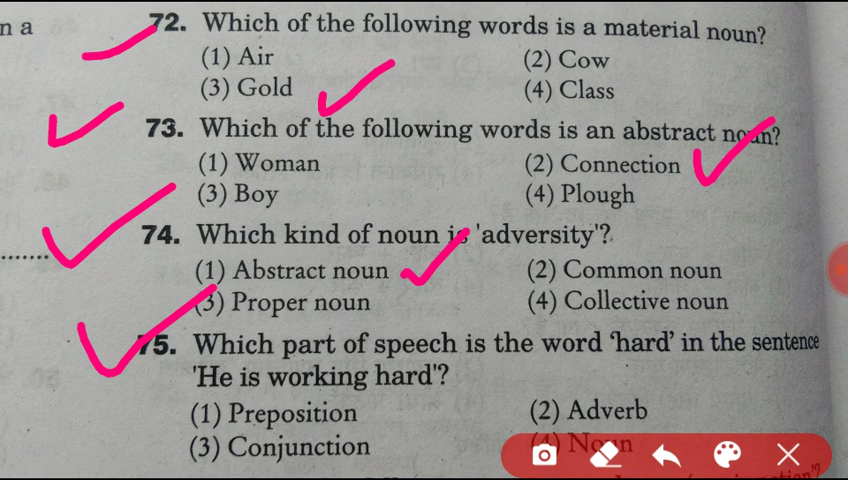 n a
72. Which of the following words is a material noun?
(1) Air (2) Cow
(3) Gold (4) Class
73. Which of the following words is an abstract noun?
(1) Woman (2) Connection
(3) Boy (4) Plough
.......
74. Which kind of noun is 'adversity'?
(1) Abstract noun (2) Common noun
(3) Proper noun (4) Collective noun
75. Which part of speech is the word 'hard' in the sentence
'He is working hard'?
(1) Preposition (2) Adverb
(3) Conjunction (4) Noun